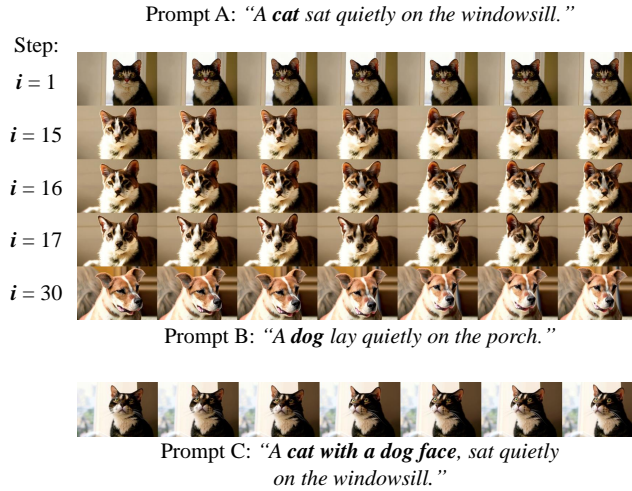 Prompt A: “A cat sat quietly on the windowsill.”
Step:
i = 1
i = 15
i = 16
i = 17
i = 30
Prompt B: “A dog lay quietly on the porch.”
Prompt C: “A cat with a dog face, sat quietly
on the windowsill.”